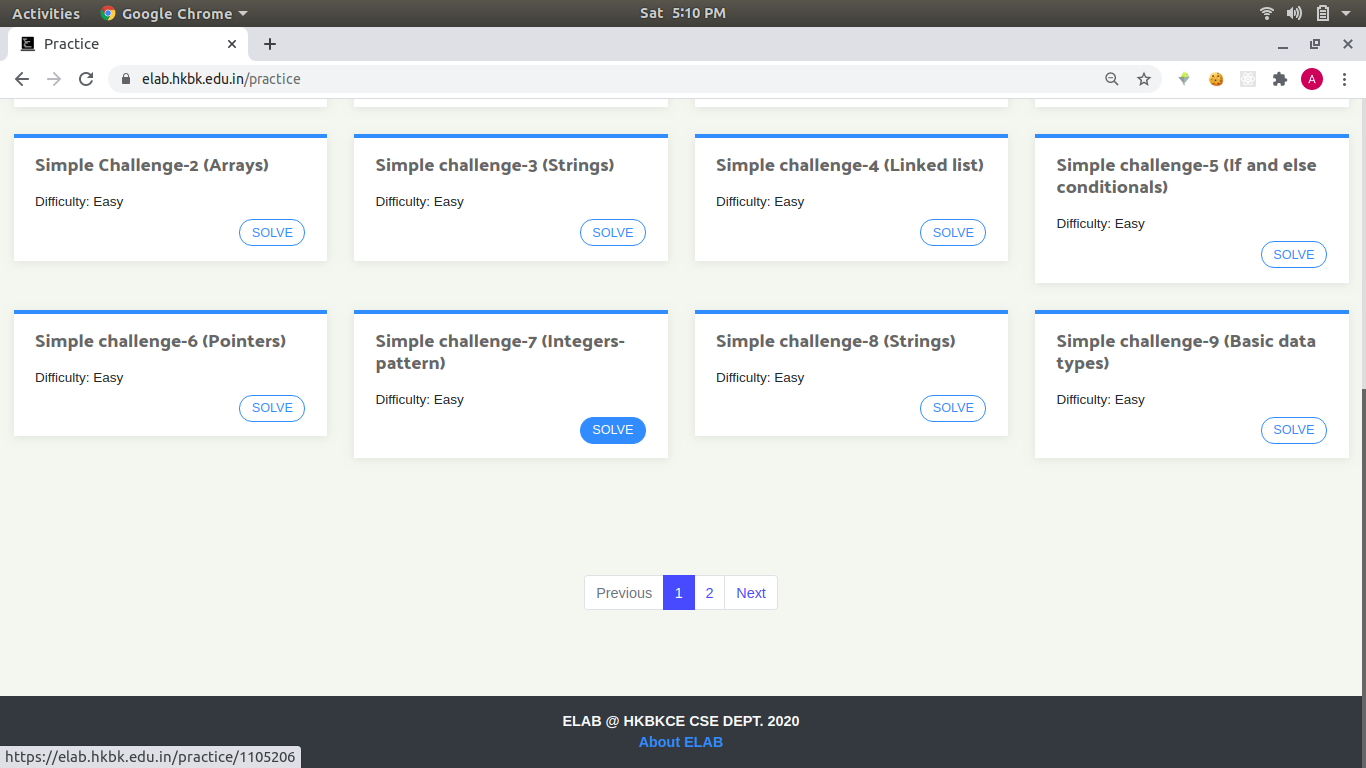 Activities
Google Chrome
Sat 5:10 PM
Practice
elab.hkbk.edu.in/practice
A
Simple Challenge-2 (Arrays)
Difficulty: Easy
SOLVE
Simple challenge-3 (Strings)
Difficulty: Easy
SOLVE
Simple challenge-4 (Linked list)
Difficulty: Easy
SOLVE
Simple challenge-5 (If and else
conditionals)
Difficulty: Easy
SOLVE
Simple challenge-6 (Pointers)
Difficulty: Easy
SOLVE
Simple challenge-7 (Integers-
pattern)
Difficulty: Easy
SOLVE
Simple challenge-8 (Strings)
Difficulty: Easy
SOLVE
Simple challenge-9 (Basic data
types)
Difficulty: Easy
SOLVE
Previous 1 2 Next
ELAB @ HKBKCE CSE DEPT. 2020
About ELAB
https://elab.hkbk.edu.in/practice/1105206